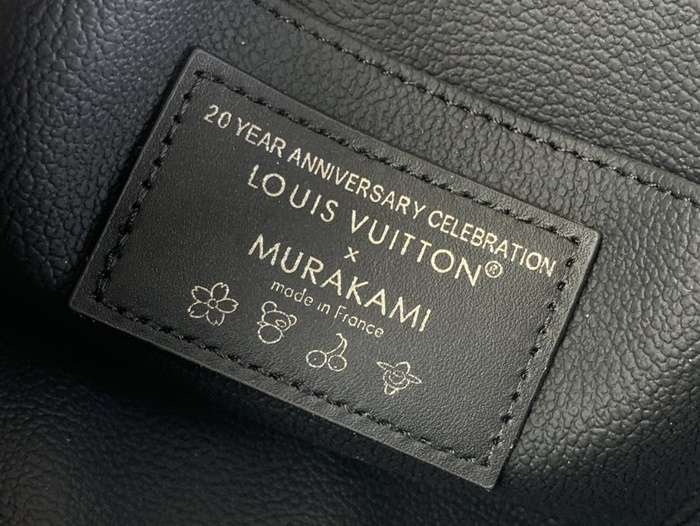 20 YEAR ANNIVERSARY CELEBRATION
LOUIS VUITTON®
×
MURAKAMI
made in France